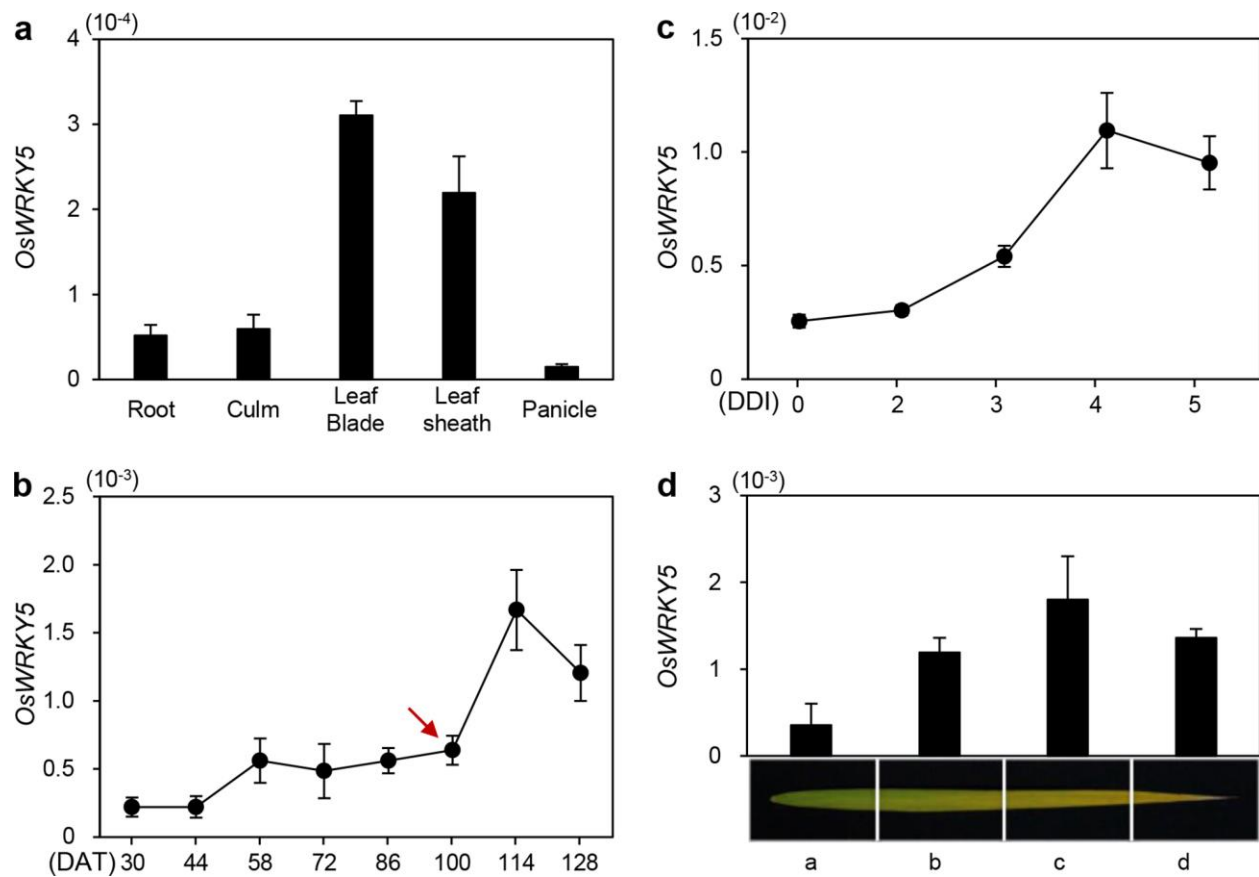 a
(10-4)
4
3
2
1
0
OsWRKY5
Root Culm Leaf Blade Leaf sheath Panicle
b
(10-3)
2.5
2.0
1.5
1.0
0.5
0
OsWRKY5
(DAT) 30 44 58 72 86 100 114 128
c
(10-2)
1.5
1.0
0.5
0
OsWRKY5
(DDI) 0 2 3 4 5
d
(10-3)
3
2
1
0
OsWRKY5
a b c d